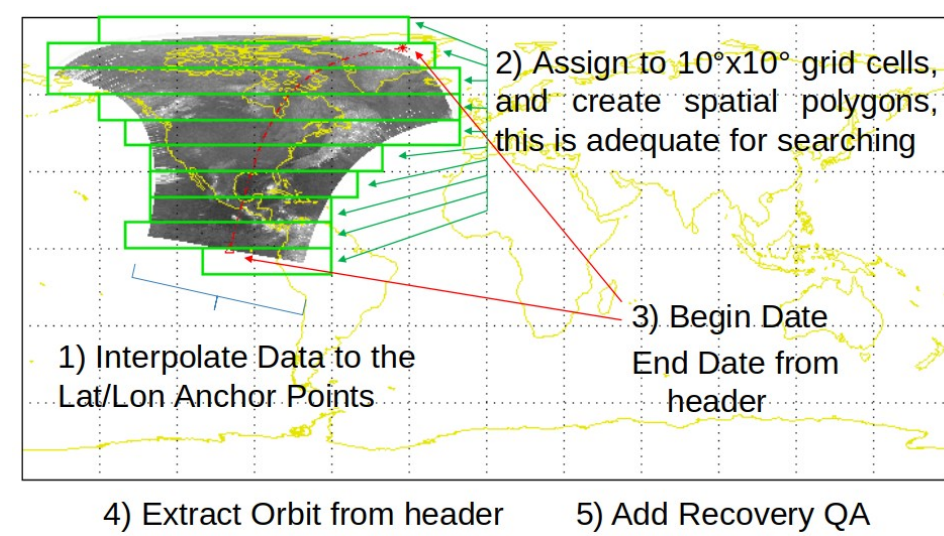 2) Assign to 10°x10° grid cells,
and create spatial polygons,
this is adequate for searching
3) Begin Date
End Date from
header
1) Interpolate Data to the
Lat/Lon Anchor Points
4) Extract Orbit from header
5) Add Recovery QA